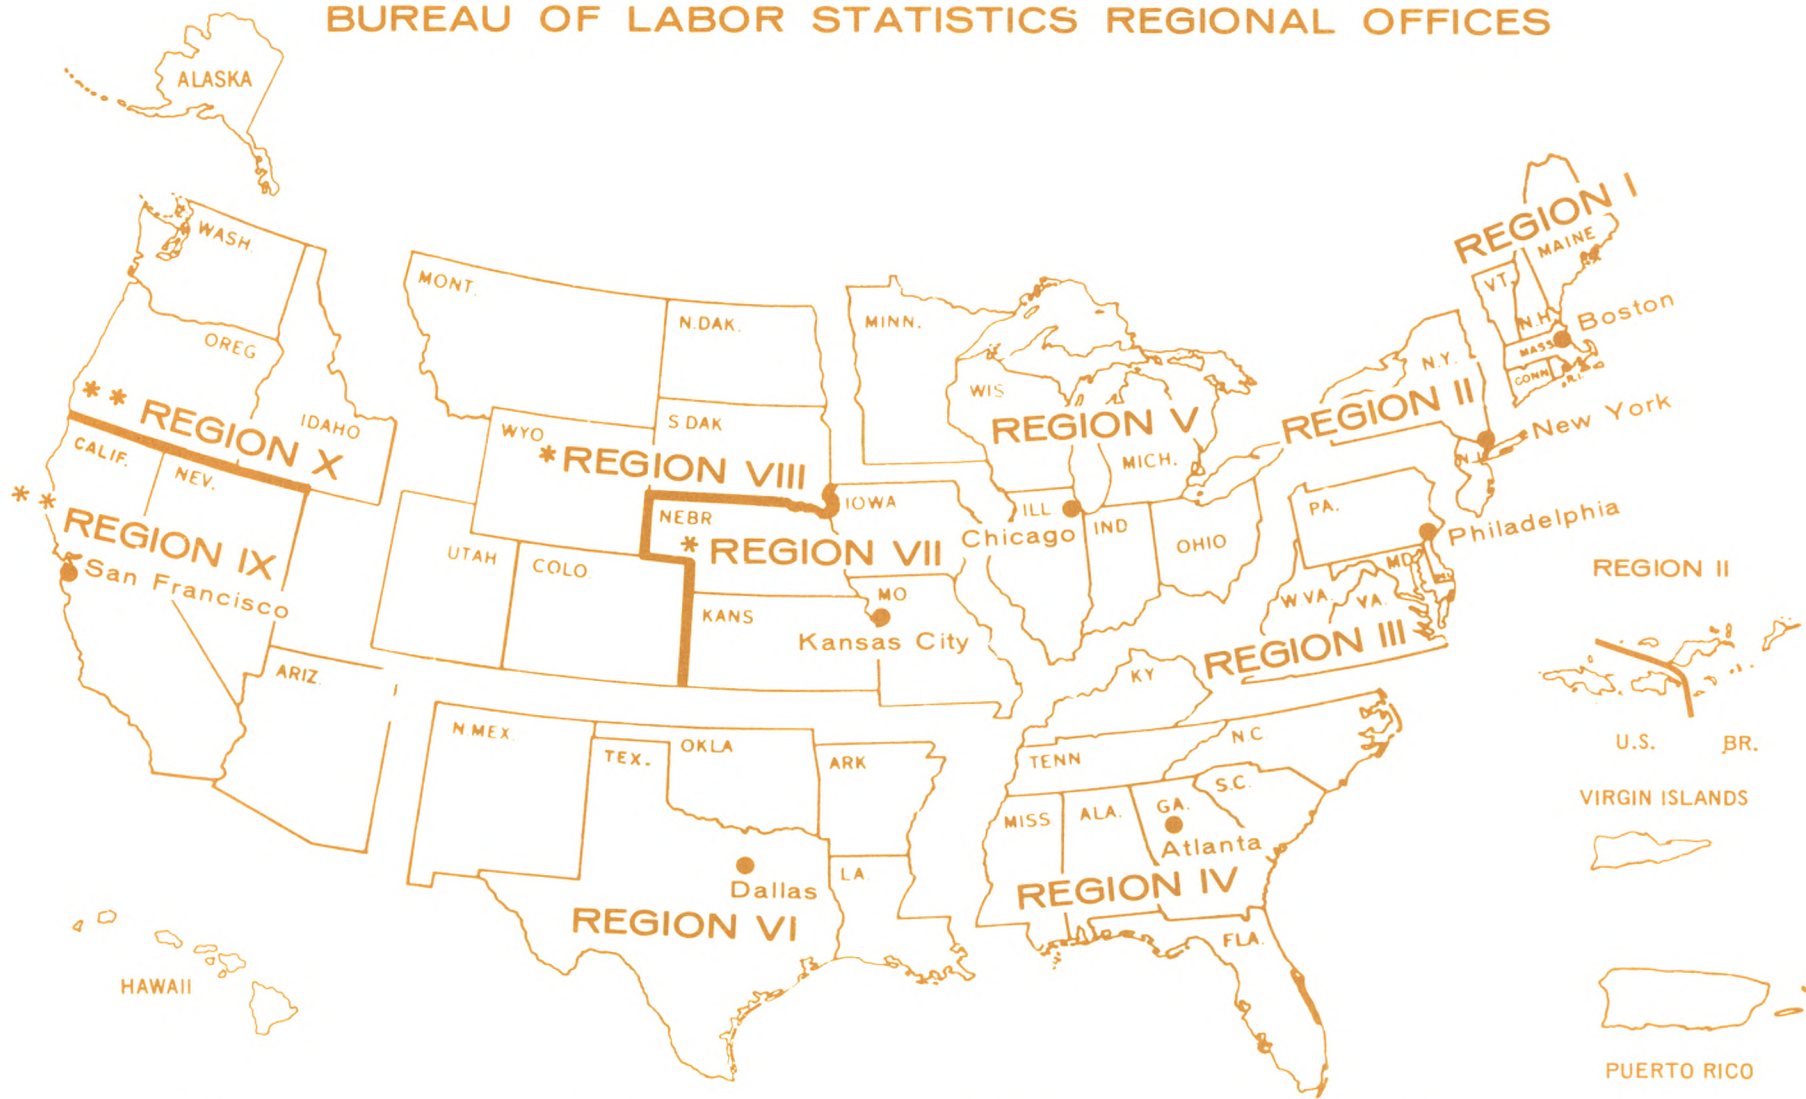 BUREAU OF LABOR STATISTICS REGIONAL OFFICES
ALASKA
WASH.
OREG
IDAHO
** REGION X
CALIF.
NEV.
** REGION IX
San Francisco
ARIZ.
HAWAII
MONT.
N.DAK.
S DAK
WYO
*REGION VIII
UTAH
COLO.
NEBR
* REGION VII
IOWA
KANS
MO
Kansas City
N.MEX.
TEX.
OKLA
ARK
LA.
Dallas
REGION VI
MINN.
WIS
REGION V
MICH.
ILL
Chicago
IND
OHIO
KY
TENN
N.C
S.C.
MISS
ALA.
GA.
Atlanta
REGION IV
FLA.
REGION I
MAINE
VT.
N.H.
Boston
MASS
CONN
R.I.
N.Y.
REGION II
New York
N.J.
PA.
Philadelphia
MD
W VA.
VA.
REGION III
REGION II
U.S.
BR.
VIRGIN ISLANDS
PUERTO RICO